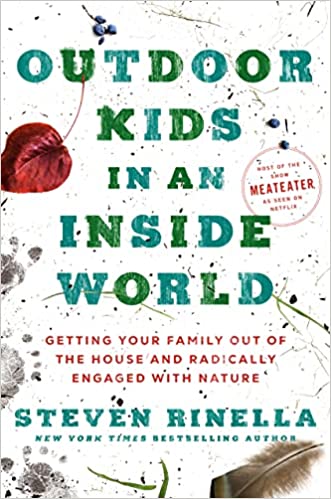 OUTDOOR
KIDS
IN AN
INSIDE
WORLD
HOST OF THE
SHOW
MEATEATER,
AS SEEN ON
NETFLIX
GETTING YOUR FAMILY OUT OF
THE HOUSE AND RADICALLY
ENGAGED WITH NATURE
STEVEN RINELLA
NEW YORK TIMES BESTSELLING AUTHOR